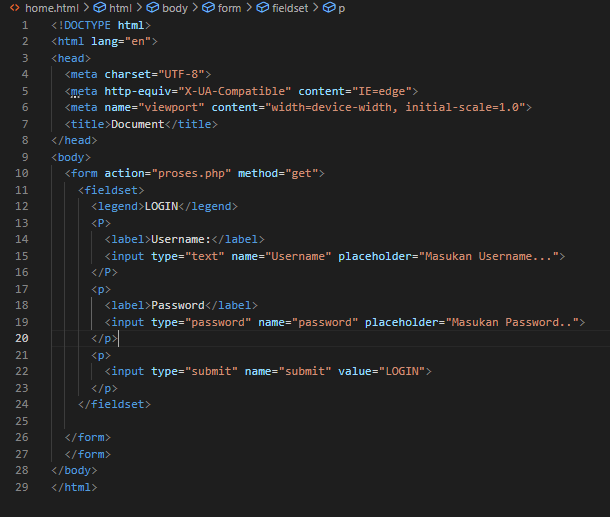 home.html > html > body > form > fieldset > p
1 <!DOCTYPE html>
2 <html lang="en">
3 <head>
4 <meta charset="UTF-8">
5 <meta http-equiv="X-UA-Compatible" content="IE=edge">
6 <meta name="viewport" content="width=device-width, initial-scale=1.0">
7 <title>Document</title>
8 </head>
9 <body>
10 <form action="proses.php" method="get">
11 <fieldset>
12 <legend>LOGIN</legend>
13 <P>
14 <label>Username:</label>
15 <input type="text" name="Username" placeholder="Masukan Username...">
16 </P>
17 <p>
18 <label>Password</label>
19 <input type="password" name="password" placeholder="Masukan Password..">
20 </p>
21 <p>
22 <input type="submit" name="submit" value="LOGIN">
23 </p>
24 </fieldset>
25
26 </form>
27 </form>
28 </body>
29 </html>